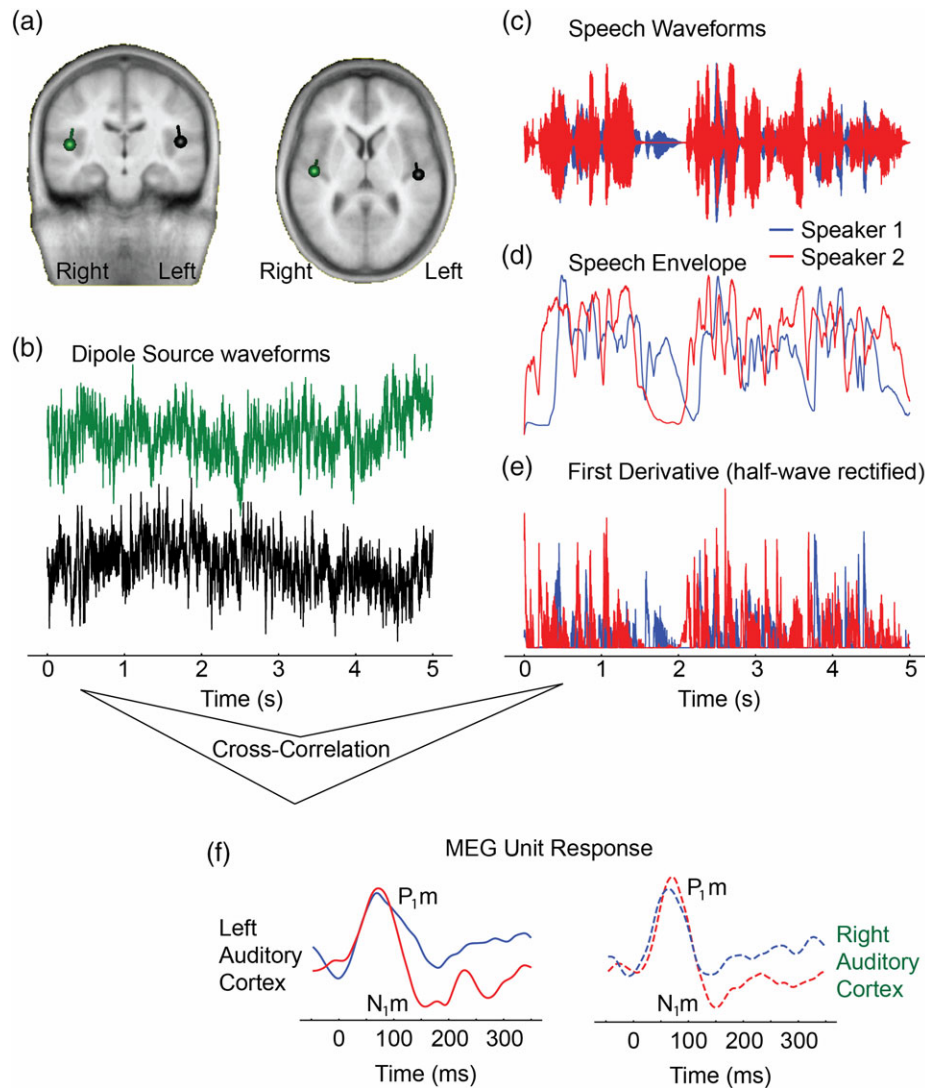 (a)
Right
Left
Right
Left
(b)
Dipole Source waveforms
0 1 2 3 4 5
Time (s)
(c)
Speech Waveforms
Speaker 1
Speaker 2
(d)
Speech Envelope
(e)
First Derivative (half-wave rectified)
0 1 2 3 4 5
Time (s)
Cross-Correlation
(f)
MEG Unit Response
Left
Auditory
Cortex
P₁m
N₁m
0 100 200 300
Time (ms)
P₁m
N₁m
0 100 200 300
Time (ms)
Right
Auditory
Cortex